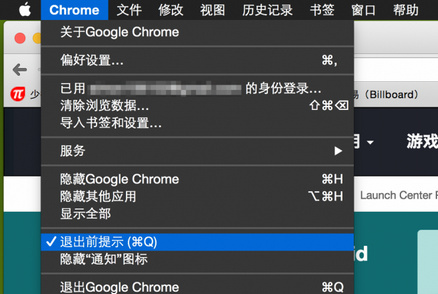 Chrome 文件 修改 视图 历史记录 书签 窗口 帮助
关于Google Chrome
偏好设置… ⌘,
已用 的身份登录…
清除浏览数据… ⇧⌘⌫
导入书签和设置…
服务 ▶
隐藏Google Chrome ⌘H
隐藏其他应用 ⌥⌘H
显示全部
✓ 退出前提示 (⌘Q)
隐藏“通知”图标
退出Google Chrome ⌘Q
少
（Billboard）
游戏
Launch Center
id